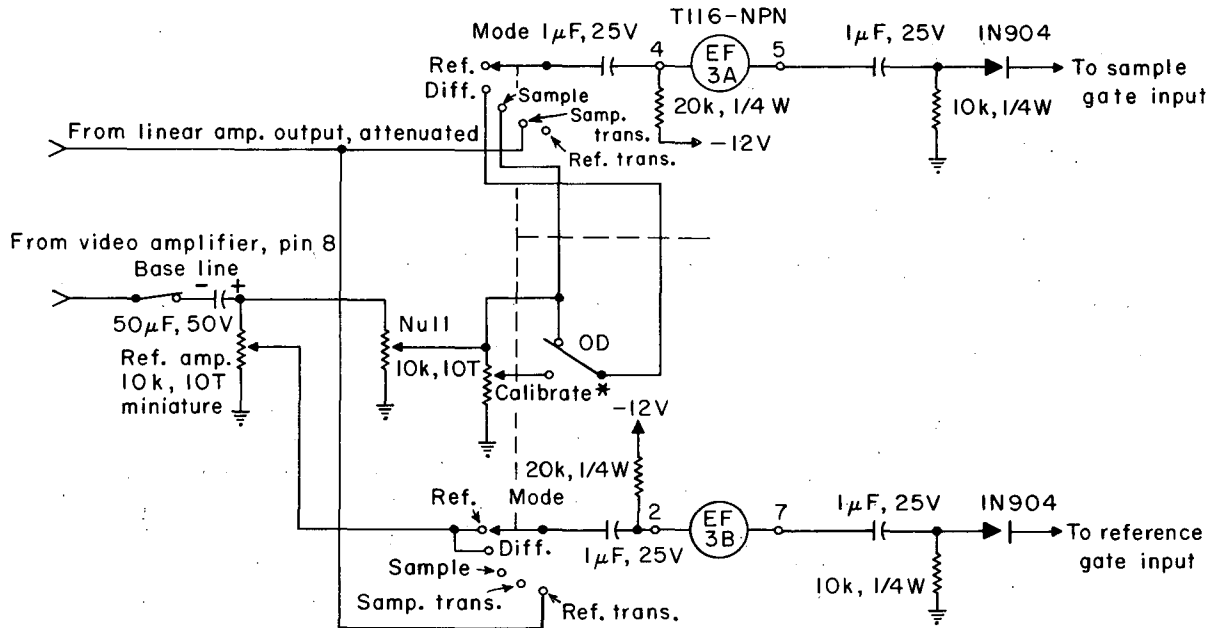 T116-NPN
Mode 1μF, 25V
4
EF
3A
5
1μF, 25V
1N904
Ref.
Diff.
Sample
Samp.
trans.
Ref. trans.
20k, 1/4 W
−12V
10k, 1/4W
To sample
gate input
From linear amp. output, attenuated
From video amplifier, pin 8
Base line
− +
50μF, 50V
Ref. amp.
10k, 10T
miniature
Null
10k, 10T
OD
Calibrate*
−12V
20k, 1/4W
Ref.
Mode
Diff.
Sample
Samp. trans.
Ref. trans.
1μF, 25V
2
EF
3B
7
1μF, 25V
1N904
10k, 1/4W
To reference
gate input